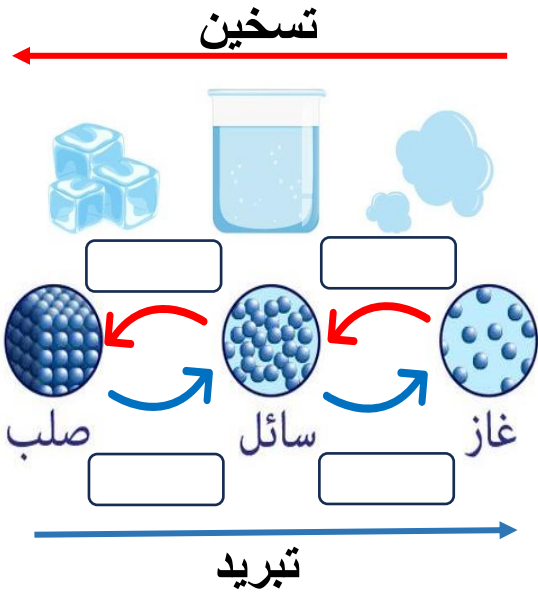 تسخين
غاز سائل صلب
تبريد